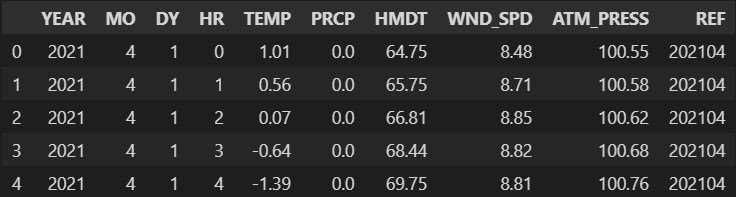 YEAR MO DY HR TEMP PRCP HMDT WND_SPD ATM_PRESS REF
0 2021 4 1 0 1.01 0.0 64.75 8.48 100.55 202104
1 2021 4 1 1 0.56 0.0 65.75 8.71 100.58 202104
2 2021 4 1 2 0.07 0.0 66.81 8.85 100.62 202104
3 2021 4 1 3 -0.64 0.0 68.44 8.82 100.68 202104
4 2021 4 1 4 -1.39 0.0 69.75 8.81 100.76 202104